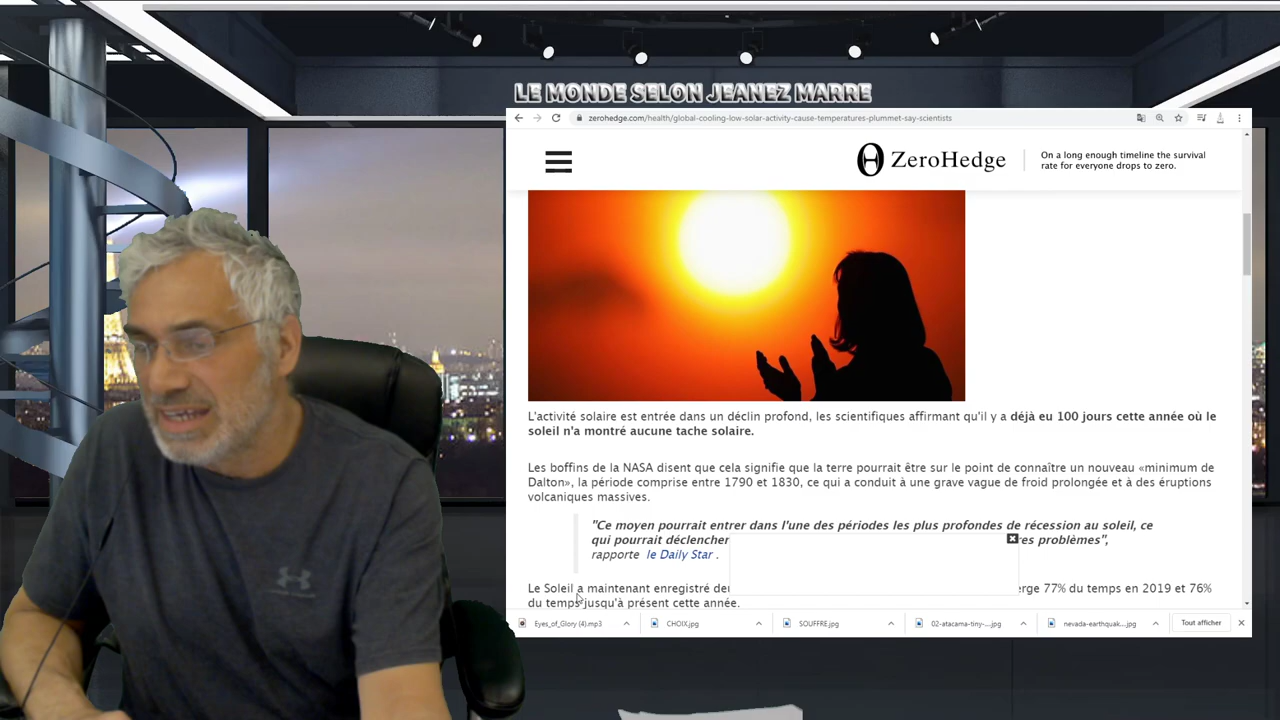 LE MONDE SELON JEANEZ MARRE
zerohedge.com/health/global-cooling-low-solar-activity-cause-temperatures-plummet-say-scientists
ZeroHedge
On a long enough timeline the survival
rate for everyone drops to zero.
L'activité solaire est entrée dans un déclin profond, les scientifiques affirmant qu'il y a déjà eu 100 jours cette année où le
soleil n'a montré aucune tache solaire.
Les boffins de la NASA disent que cela signifie que la terre pourrait être sur le point de connaître un nouveau «minimum de
Dalton», la période comprise entre 1790 et 1830, ce qui a conduit à une grave vague de froid prolongée et à des éruptions
volcaniques massives.
"Ce moyen pourrait entrer dans l'une des périodes les plus profondes de récession au soleil, ce
qui pourrait déclencher res problèmes",
rapporte le Daily Star .
Le Soleil a maintenant enregistré erge 77% du temps en 2019 et 76%
du temps jusqu'à présent cette année.
Eyes_of_Glory (4).mp3
CHOIX.jpg
SOUFFRE.jpg
02-atacama-tiny-....jpg
nevada-earthquak....jpg
Tout afficher
UNDER ARMOUR